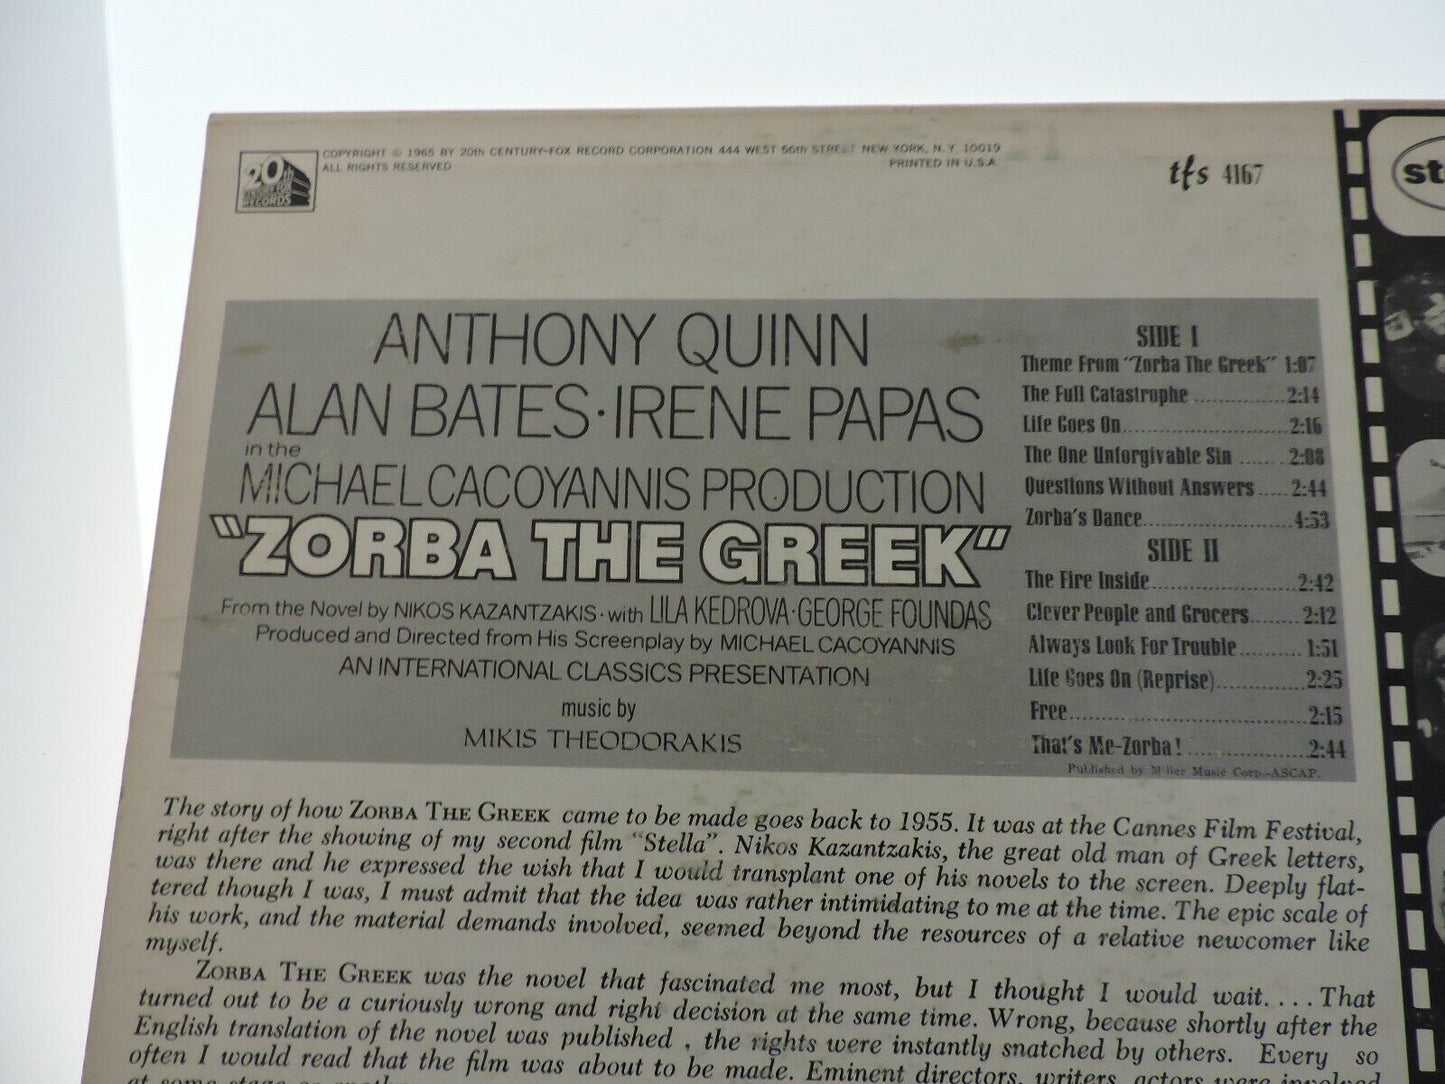 20th
CENTURY FOX
RECORDS
COPYRIGHT © 1965 BY 20th CENTURY-FOX RECORD CORPORATION 444 WEST 56th STREET NEW YORK, N. Y. 10019
ALL RIGHTS RESERVED
PRINTED IN U.S.A.
tfs 4167
ANTHONY QUINN
ALAN BATES·IRENE PAPAS
in the
MICHAEL CACOYANNIS PRODUCTION
"ZORBA THE GREEK"
From the Novel by NIKOS KAZANTZAKIS · with LILA KEDROVA·GEORGE FOUNDAS
Produced and Directed from His Screenplay by MICHAEL CACOYANNIS
AN INTERNATIONAL CLASSICS PRESENTATION
music by
MIKIS THEODORAKIS
SIDE I
Theme From "Zorba The Greek" 1:07
The Full Catastrophe ..............2:14
Life Goes On..........................2:16
The One Unforgivable Sin .......2:08
Questions Without Answers .....2:44
Zorba's Dance.......................4:53
SIDE II
The Fire Inside.......................2:42
Clever People and Grocers........2:12
Always Look For Trouble.........1:51
Life Goes On (Reprise).............2:25
Free....................................2:15
That's Me-Zorba! ..................2:44
Published by Miller Music Corp.-ASCAP.
The story of how ZORBA THE GREEK came to be made goes back to 1955. It was at the Cannes Film Festival,
right after the showing of my second film "Stella". Nikos Kazantzakis, the great old man of Greek letters,
was there and he expressed the wish that I would transplant one of his novels to the screen. Deeply flat-
tered though I was, I must admit that the idea was rather intimidating to me at the time. The epic scale of
his work, and the material demands involved, seemed beyond the resources of a relative newcomer like
myself.
ZORBA THE GREEK was the novel that fascinated me most, but I thought I would wait....That
turned out to be a curiously wrong and right decision at the same time. Wrong, because shortly after the
English translation of the novel was published , the rights were instantly snatched by others. Every so
often I would read that the film was about to be made. Eminent directors, writers, actors were involved